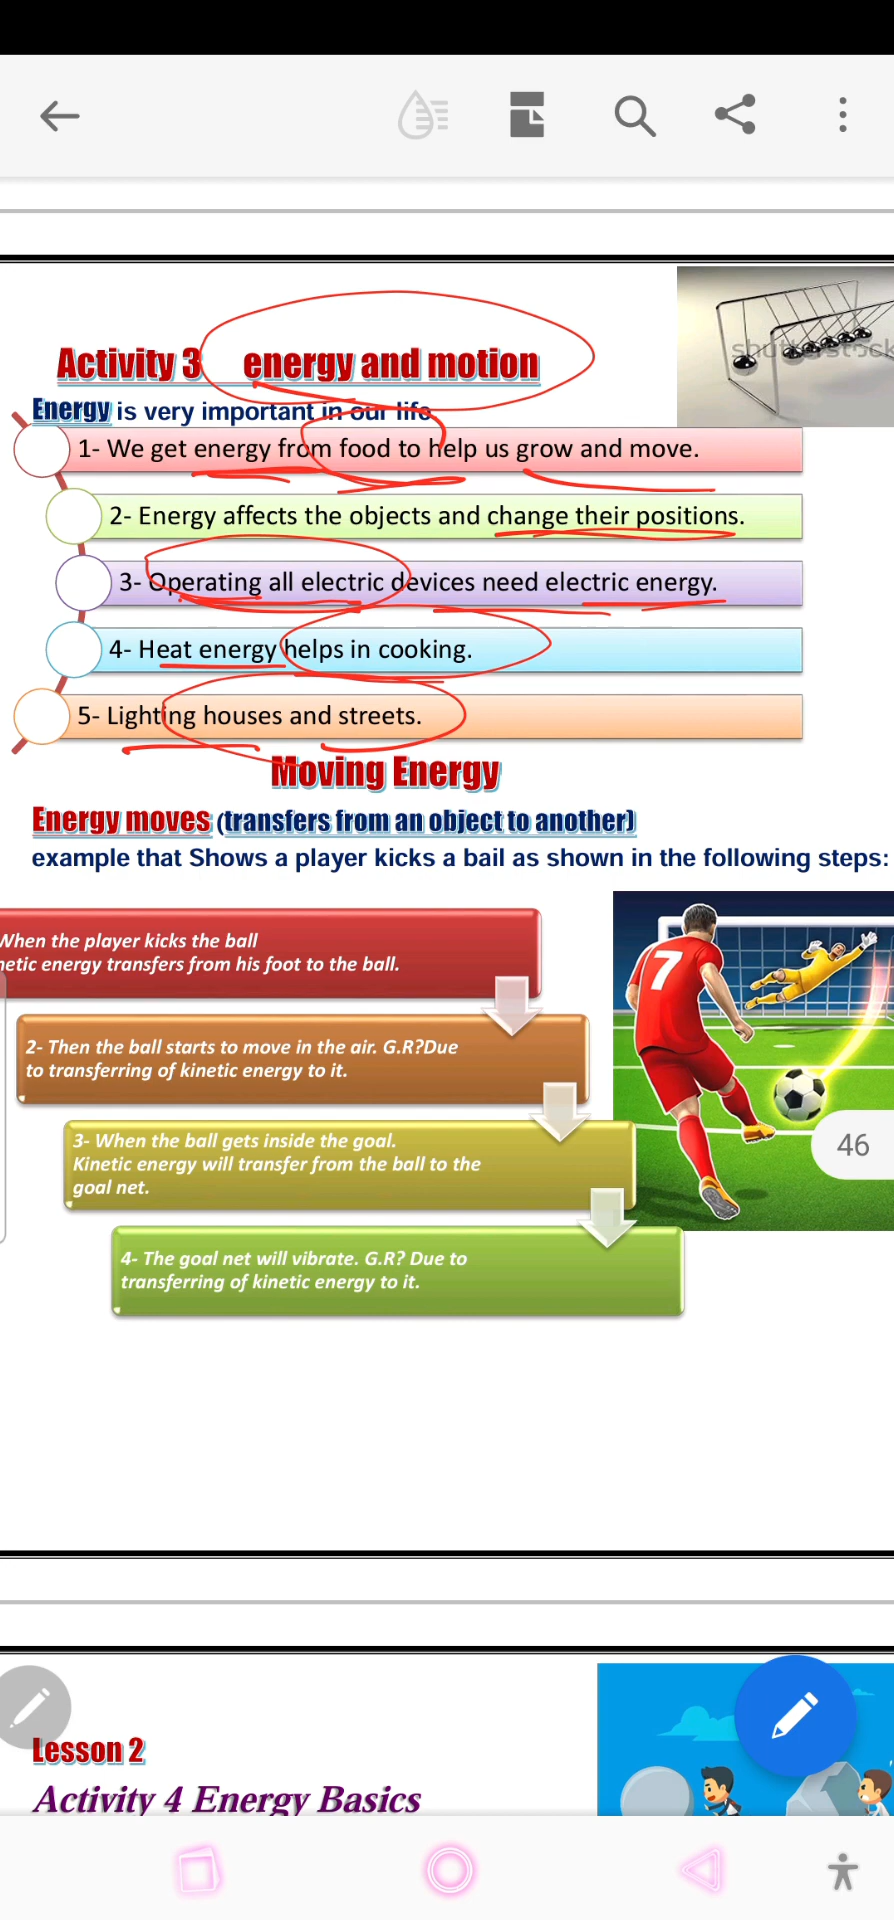 Activity 3 energy and motion
Energy is very important in our life.
1- We get energy from food to help us grow and move.
2- Energy affects the objects and change their positions.
3- Operating all electric devices need electric energy.
4- Heat energy helps in cooking.
5- Lighting houses and streets.
shutterstock
Moving Energy
Energy moves (transfers from an object to another)
example that Shows a player kicks a bail as shown in the following steps:
When the player kicks the ball
netic energy transfers from his foot to the ball.
2- Then the ball starts to move in the air. G.R?Due
to transferring of kinetic energy to it.
3- When the ball gets inside the goal.
Kinetic energy will transfer from the ball to the
goal net.
4- The goal net will vibrate. G.R? Due to
transferring of kinetic energy to it.
7
46
Lesson 2
Activity 4 Energy Basics